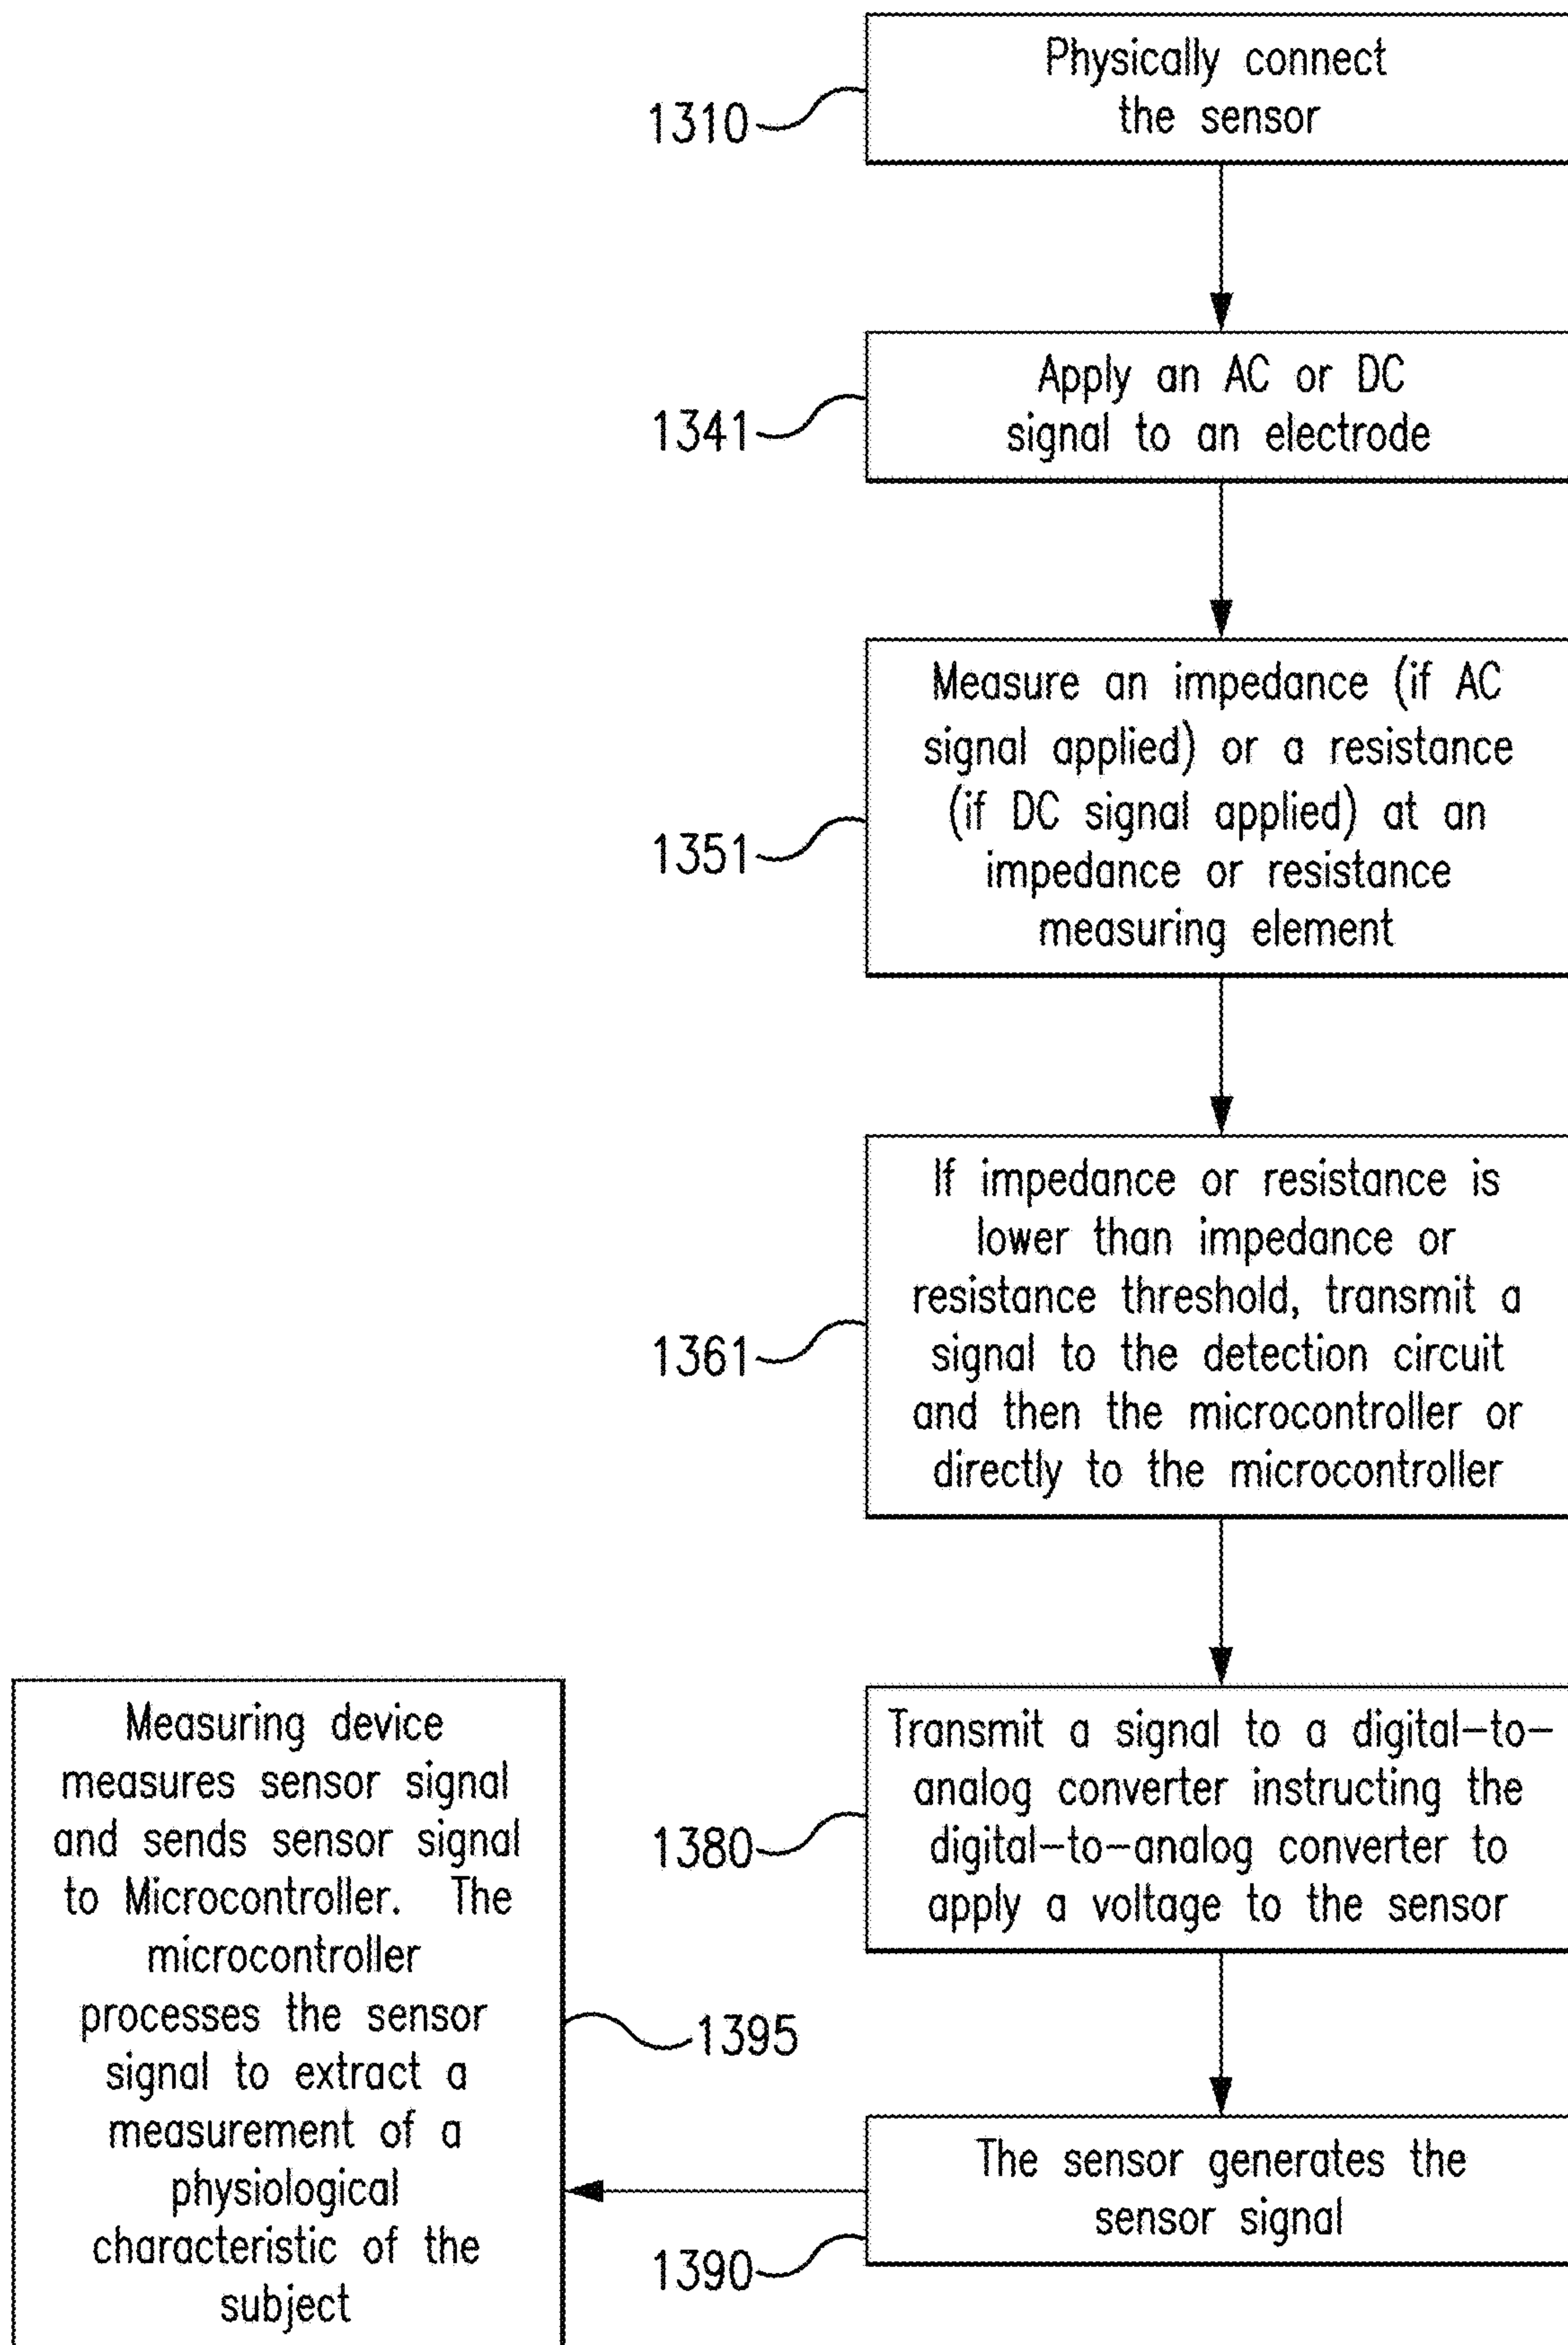 Physically connect
the sensor
1310
Apply an AC or DC
signal to an electrode
1341
Measure an impedance (if AC
signal applied) or a resistance
(if DC signal applied) at an
impedance or resistance
measuring element
1351
If impedance or resistance is
lower than impedance or
resistance threshold, transmit a
signal to the detection circuit
and then the microcontroller or
directly to the microcontroller
1361
Transmit a signal to a digital-to-
analog converter instructing the
digital-to-analog converter to
apply a voltage to the sensor
1380
The sensor generates the
sensor signal
1390
Measuring device
measures sensor signal
and sends sensor signal
to Microcontroller. The
microcontroller
processes the sensor
signal to extract a
measurement of a
physiological
characteristic of the
subject
1395